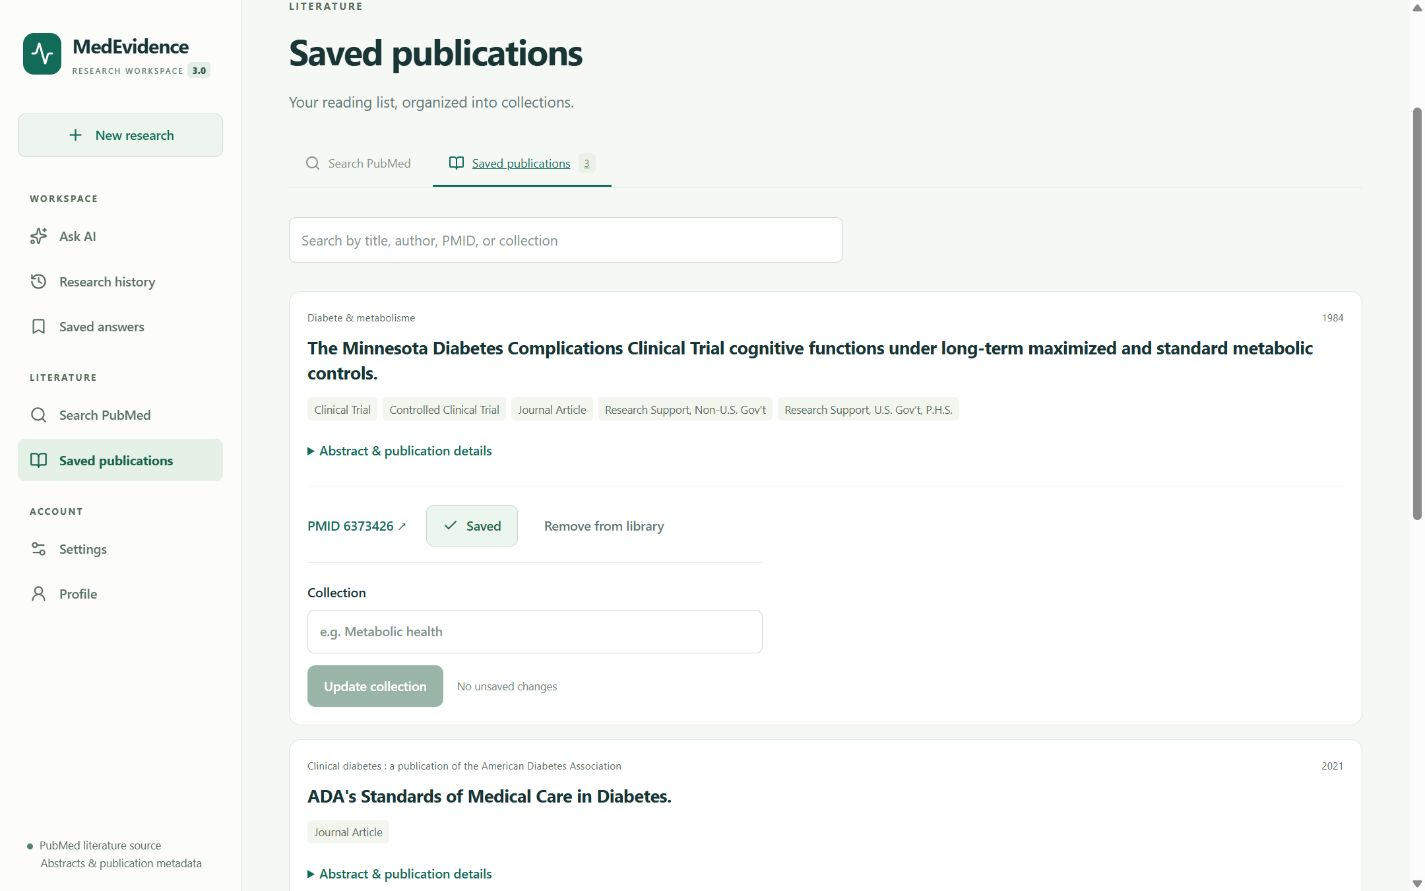 LITERATURE
MedEvidence
RESEARCH WORKSPACE 3.0
New research
WORKSPACE
Ask AI
Research history
Saved answers
LITERATURE
Search PubMed
Saved publications
ACCOUNT
Settings
Profile
PubMed literature source
Abstracts & publication metadata
Saved publications
Your reading list, organized into collections.
Search PubMed
Saved publications 3
Search by title, author, PMID, or collection
Diabete & metabolisme 1984
The Minnesota Diabetes Complications Clinical Trial cognitive functions under long-term maximized and standard metabolic
controls.
Clinical Trial Controlled Clinical Trial Journal Article Research Support, Non-U.S. Gov't Research Support, U.S. Gov't, P.H.S.
Abstract & publication details
PMID 6373426 ↗ Saved Remove from library
Collection
e.g. Metabolic health
Update collection No unsaved changes
Clinical diabetes : a publication of the American Diabetes Association 2021
ADA's Standards of Medical Care in Diabetes.
Journal Article
Abstract & publication details